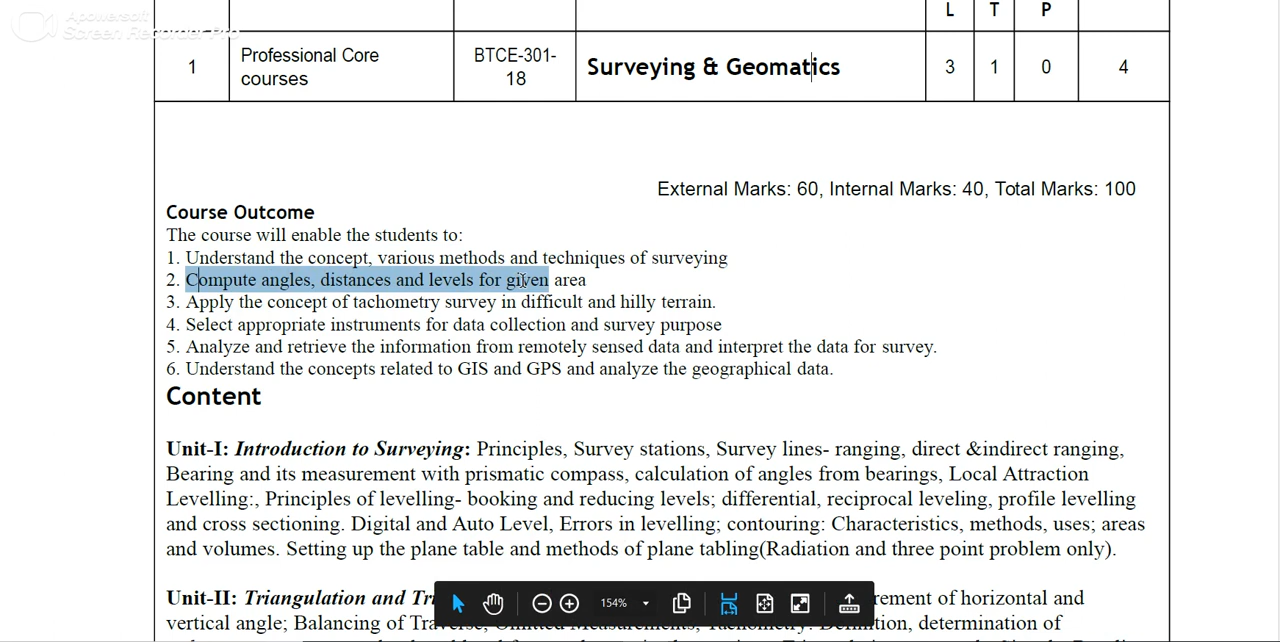 Apowersoft
Screen Recorder Pro
L T P
1 Professional Core courses BTCE-301-18 Surveying & Geomatics 3 1 0 4
External Marks: 60, Internal Marks: 40, Total Marks: 100
Course Outcome
The course will enable the students to:
1. Understand the concept, various methods and techniques of surveying
2. Compute angles, distances and levels for given area
3. Apply the concept of tachometry survey in difficult and hilly terrain.
4. Select appropriate instruments for data collection and survey purpose
5. Analyze and retrieve the information from remotely sensed data and interpret the data for survey.
6. Understand the concepts related to GIS and GPS and analyze the geographical data.
Content
Unit-I: Introduction to Surveying: Principles, Survey stations, Survey lines- ranging, direct &indirect ranging,
Bearing and its measurement with prismatic compass, calculation of angles from bearings, Local Attraction
Levelling:, Principles of levelling- booking and reducing levels; differential, reciprocal leveling, profile levelling
and cross sectioning. Digital and Auto Level, Errors in levelling; contouring: Characteristics, methods, uses; areas
and volumes. Setting up the plane table and methods of plane tabling(Radiation and three point problem only).
Unit-II: Triangulation and rement of horizontal and
154%
vertical angle; Balancing of Definition, determination of